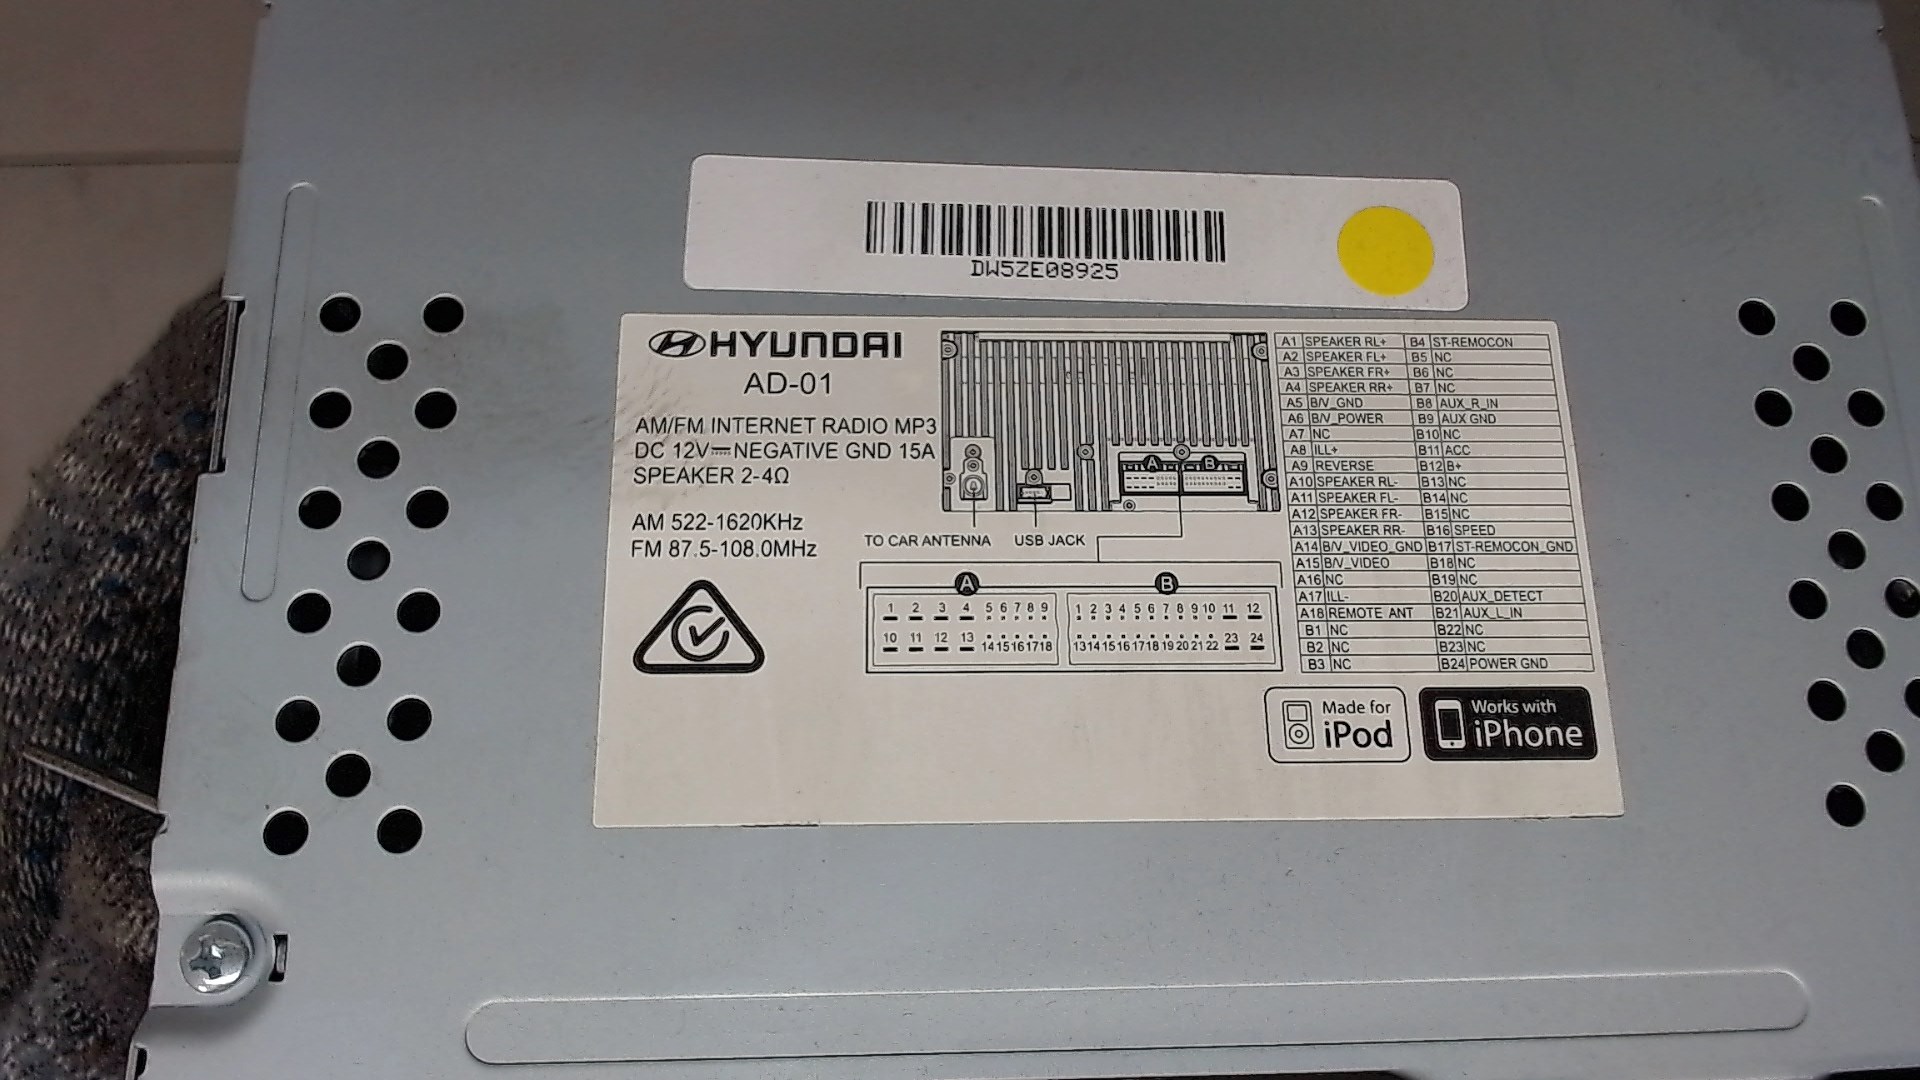 DW5ZE08925
HYUNDAI
AD-01
AM/FM INTERNET RADIO MP3
DC 12V⎓NEGATIVE GND 15A
SPEAKER 2-4Ω
AM 522-1620KHz
FM 87.5-108.0MHz
A B
TO CAR ANTENNA USB JACK
A B
1 2 3 4 5 6 7 8 9 1 2 3 4 5 6 7 8 9 10 11 12
10 11 12 13 14 15 16 17 18 13 14 15 16 17 18 19 20 21 22 23 24
A1 SPEAKER RL+ B4 ST-REMOCON
A2 SPEAKER FL+ B5 NC
A3 SPEAKER FR+ B6 NC
A4 SPEAKER RR+ B7 NC
A5 B/V_GND B8 AUX_R_IN
A6 B/V_POWER B9 AUX GND
A7 NC B10 NC
A8 ILL+ B11 ACC
A9 REVERSE B12 B+
A10 SPEAKER RL- B13 NC
A11 SPEAKER FL- B14 NC
A12 SPEAKER FR- B15 NC
A13 SPEAKER RR- B16 SPEED
A14 B/V_VIDEO_GND B17 ST-REMOCON_GND
A15 B/V_VIDEO B18 NC
A16 NC B19 NC
A17 ILL- B20 AUX_DETECT
A18 REMOTE ANT B21 AUX_L_IN
B1 NC B22 NC
B2 NC B23 NC
B3 NC B24 POWER GND
Made for
iPod
Works with
iPhone